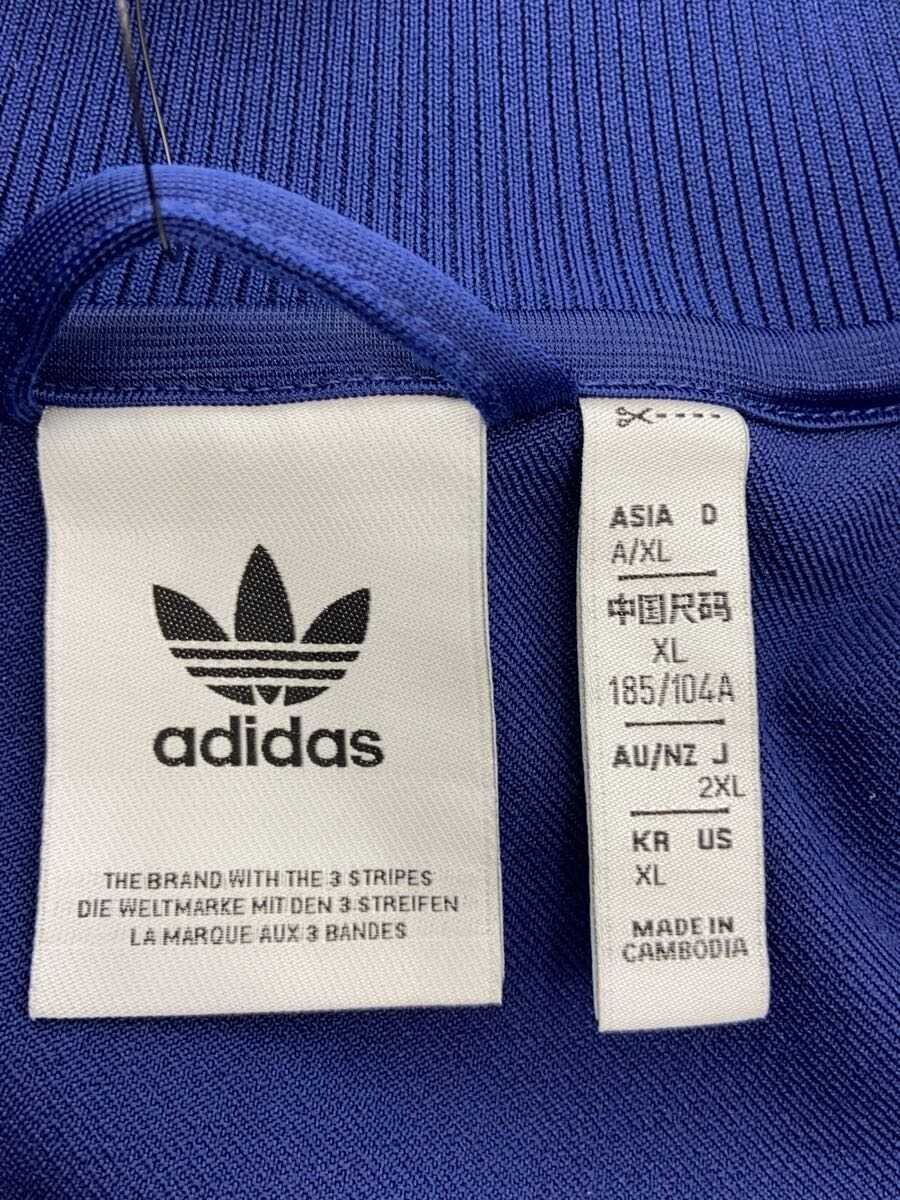 adidas
THE BRAND WITH THE 3 STRIPES
DIE WELTMARKE MIT DEN 3 STREIFEN
LA MARQUE AUX 3 BANDES
ASIA D
A/XL
中国尺码
XL
185/104A
AU/NZ J
2XL
KR US
XL
MADE IN
CAMBODIA